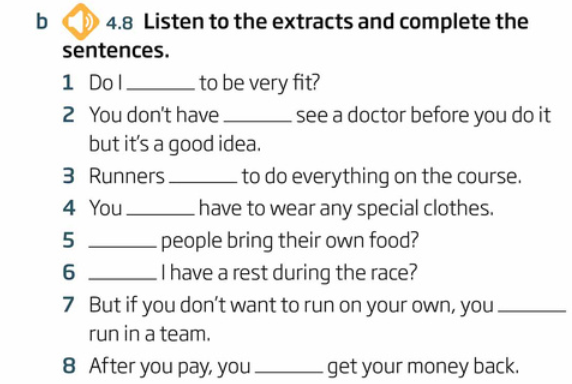 b 4.8 Listen to the extracts and complete the
sentences.
1 Do I ______ to be very fit?
2 You don't have ______ see a doctor before you do it
but it's a good idea.
3 Runners ______ to do everything on the course.
4 You ______ have to wear any special clothes.
5 ______ people bring their own food?
6 ______ I have a rest during the race?
7 But if you don't want to run on your own, you ______
run in a team.
8 After you pay, you ______ get your money back.